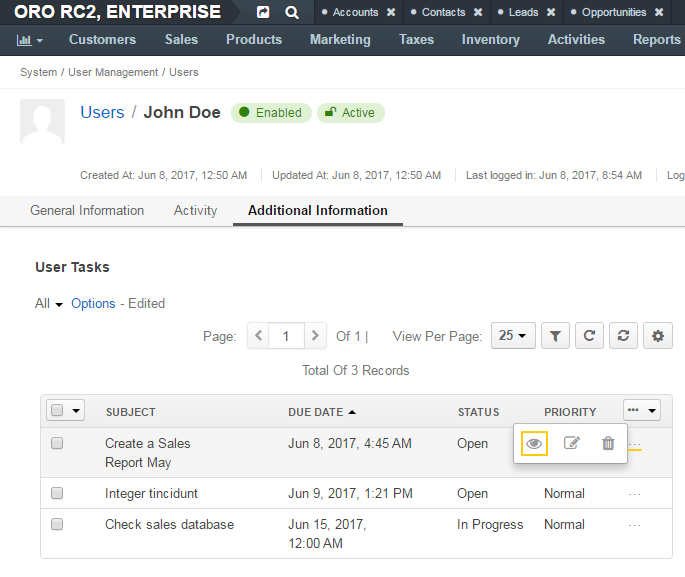 ORO RC2, ENTERPRISE
Accounts Contacts Leads Opportunities
Customers Sales Products Marketing Taxes Inventory Activities Reports
System / User Management / Users
Users / John Doe Enabled Active
Created At: Jun 8, 2017, 12:50 AM Updated At: Jun 8, 2017, 12:50 AM Last logged in: Jun 8, 2017, 8:54 AM Log
General Information Activity Additional Information
User Tasks
All Options - Edited
Page: 1 Of 1 | View Per Page: 25
Total Of 3 Records
SUBJECT DUE DATE STATUS PRIORITY
Create a Sales Jun 8, 2017, 4:45 AM Open
Report May
Integer tincidunt Jun 9, 2017, 1:21 PM Open Normal
Check sales database Jun 15, 2017, In Progress Normal
12:00 AM